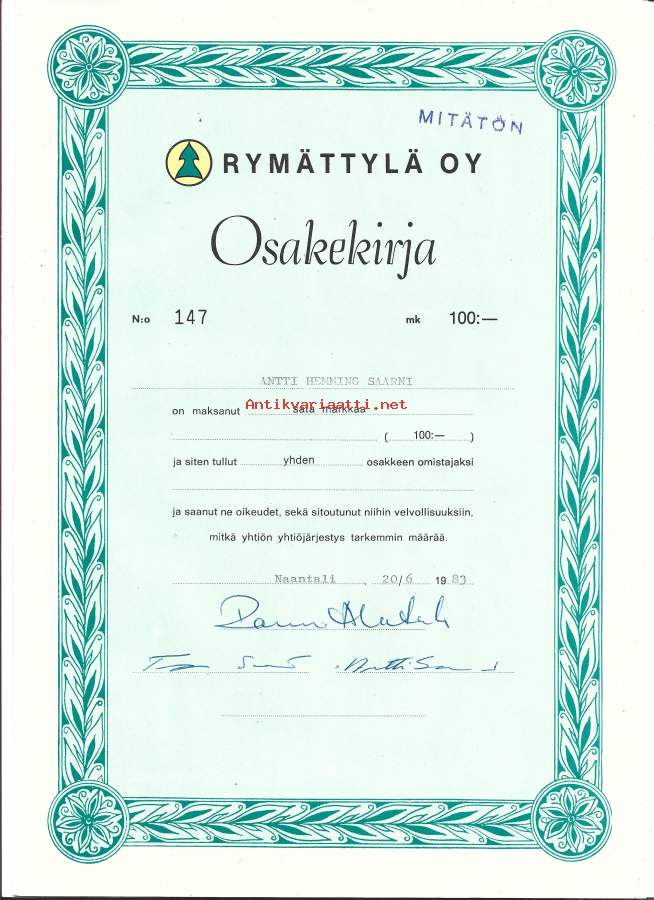 MITÄTÖN
RYMÄTTYLÄ OY
Osakekirja
N:o 147 mk 100:—
ANTTI HEMMING SAARNI
on maksanut sata markkaa
Antikvariaatti.net
( 100:— )
ja siten tullut yhden osakkeen omistajaksi
ja saanut ne oikeudet, sekä sitoutunut niihin velvollisuuksiin,
mitkä yhtiön yhtiöjärjestys tarkemmin määrää.
Naantali , 20/6 19 83